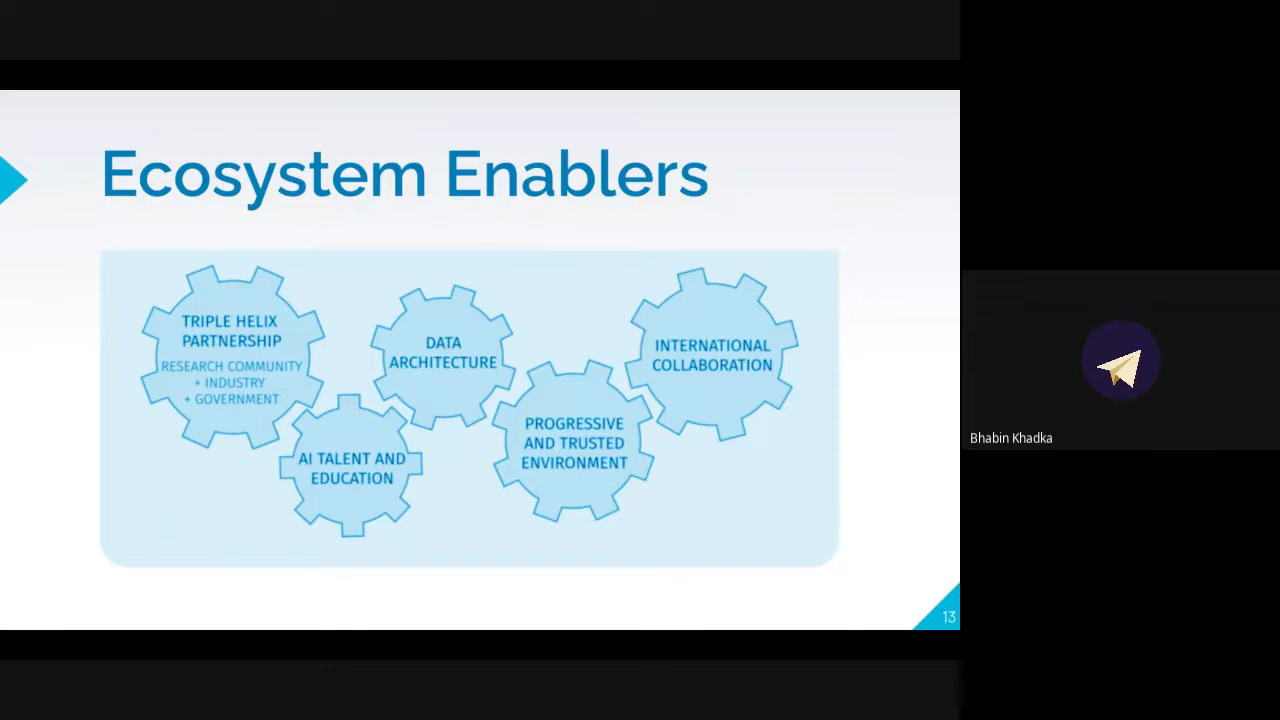 Ecosystem Enablers
TRIPLE HELIX
PARTNERSHIP
RESEARCH COMMUNITY
+ INDUSTRY
+ GOVERNMENT
AI TALENT AND
EDUCATION
DATA
ARCHITECTURE
PROGRESSIVE
AND TRUSTED
ENVIRONMENT
INTERNATIONAL
COLLABORATION
13
Bhabin Khadka